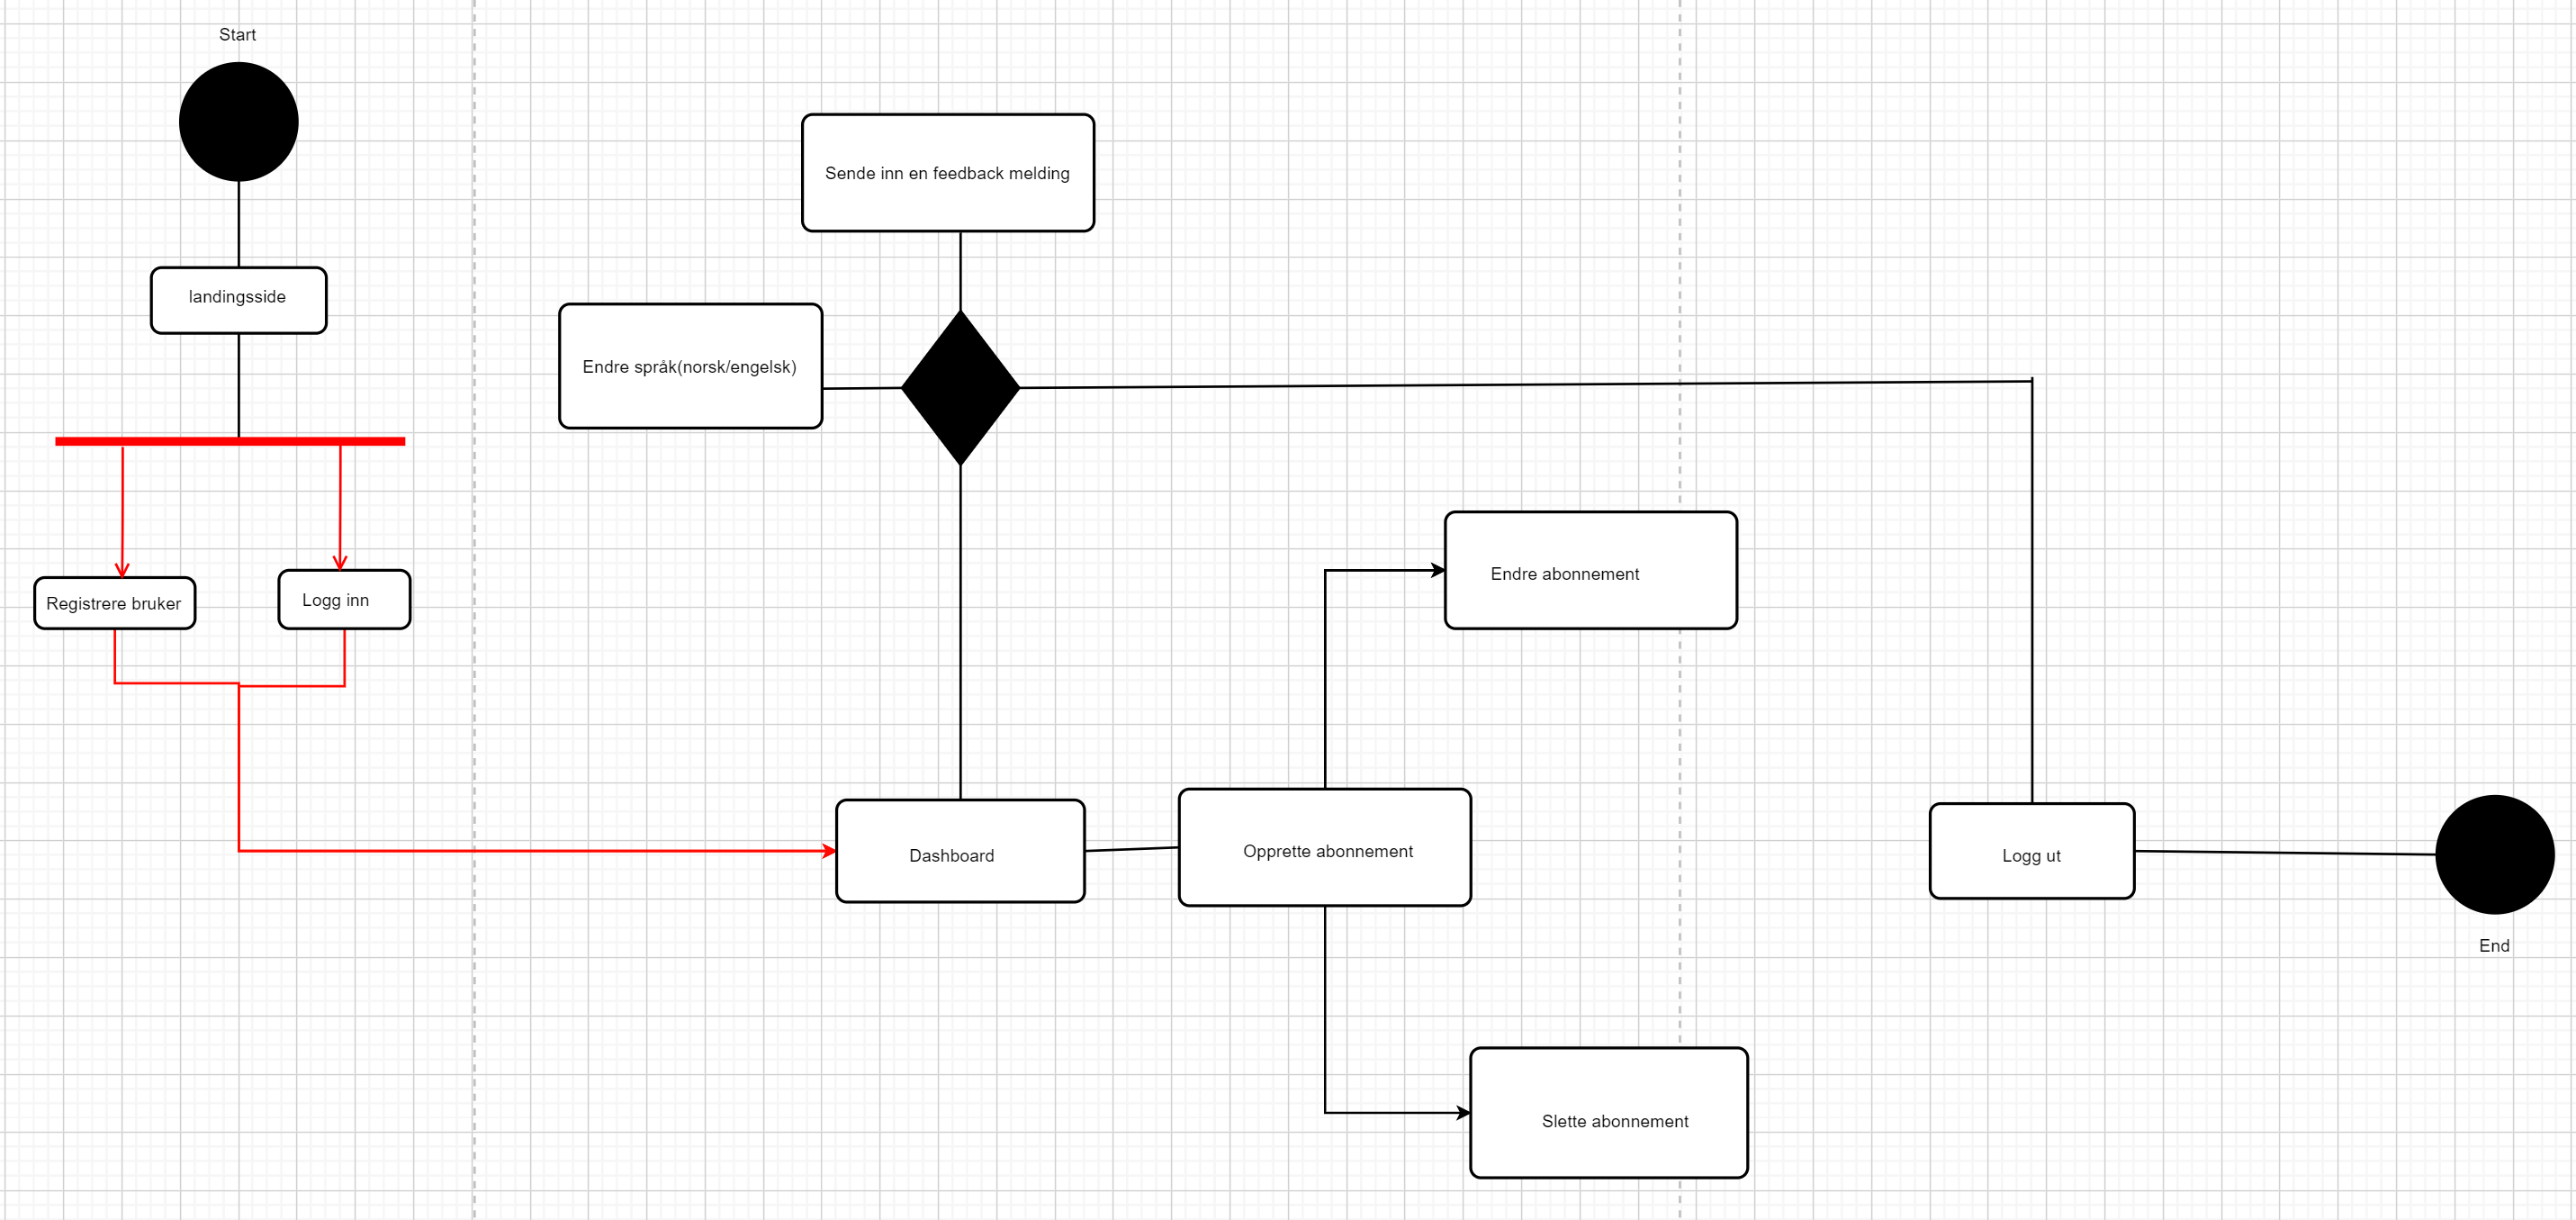 Start
Sende inn en feedback melding
landingsside
Endre språk(norsk/engelsk)
Endre abonnement
Registrere bruker
Logg inn
Dashboard
Opprette abonnement
Logg ut
End
Slette abonnement